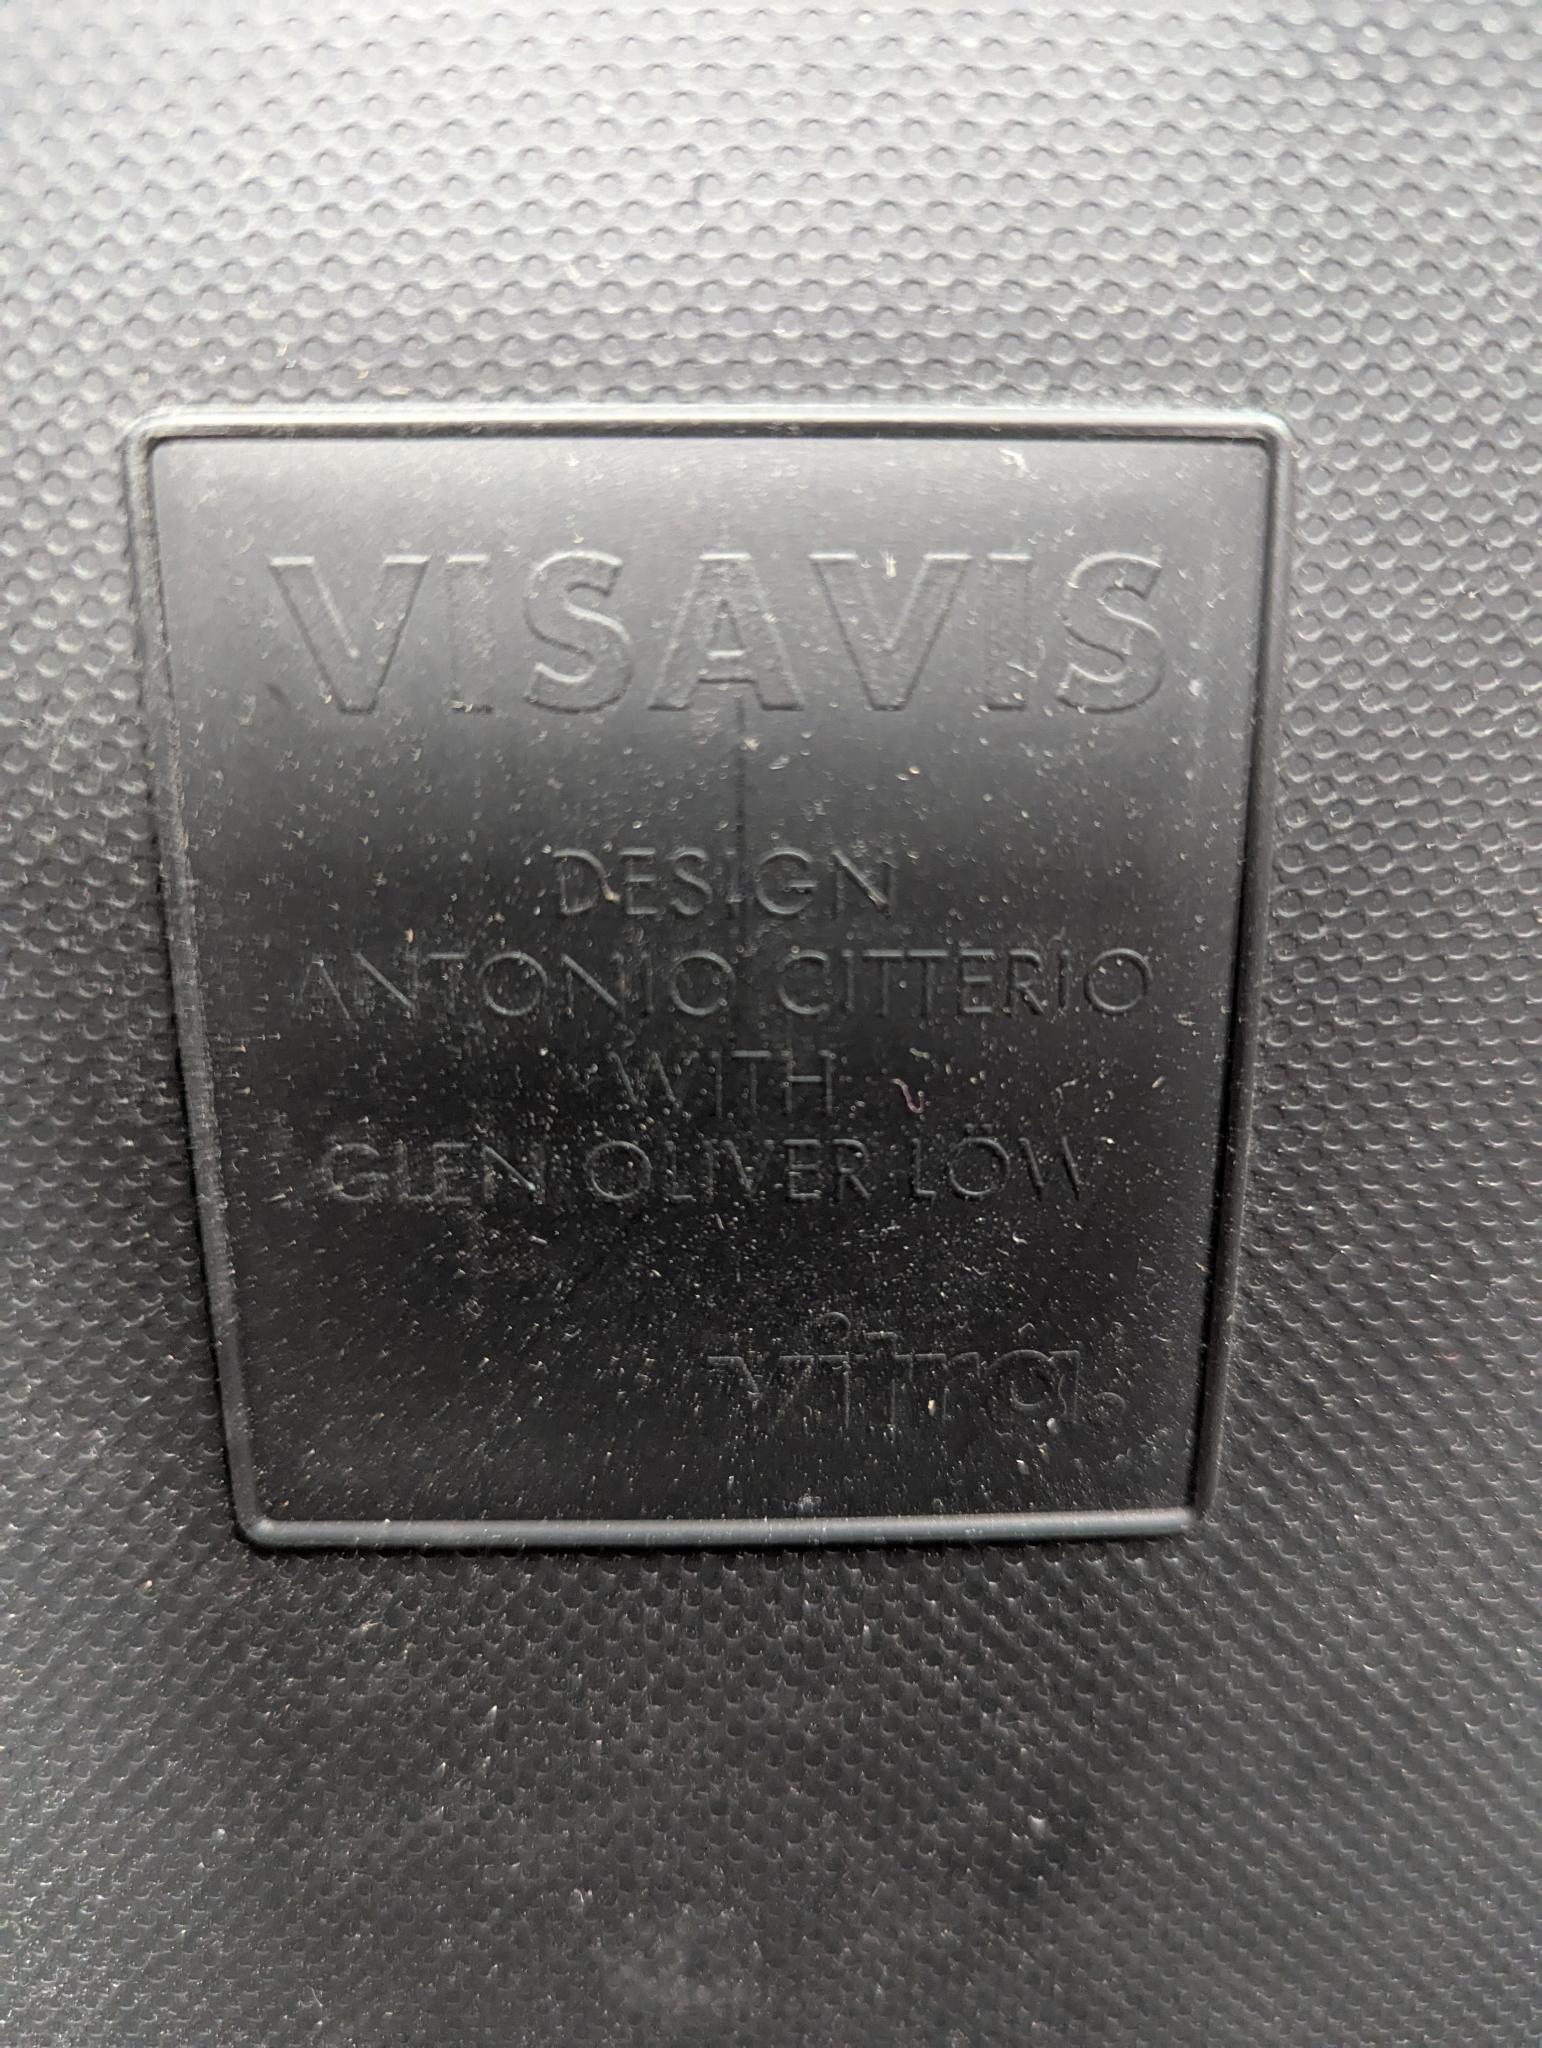 VISAVIS
DESIGN
ANTONIO CITTERIO
WITH
GLEN OLIVER LÖW
vitra.